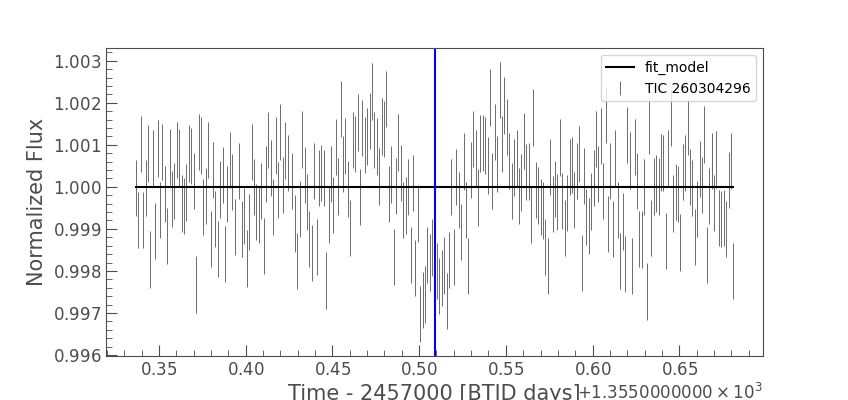 1.003
1.002
1.001
1.000
0.999
0.998
0.997
0.996
Normalized Flux
fit_model
TIC 260304296
0.35 0.40 0.45 0.50 0.55 0.60 0.65
Time - 2457000 [BTJD days]
+1.3550000000 × 10³